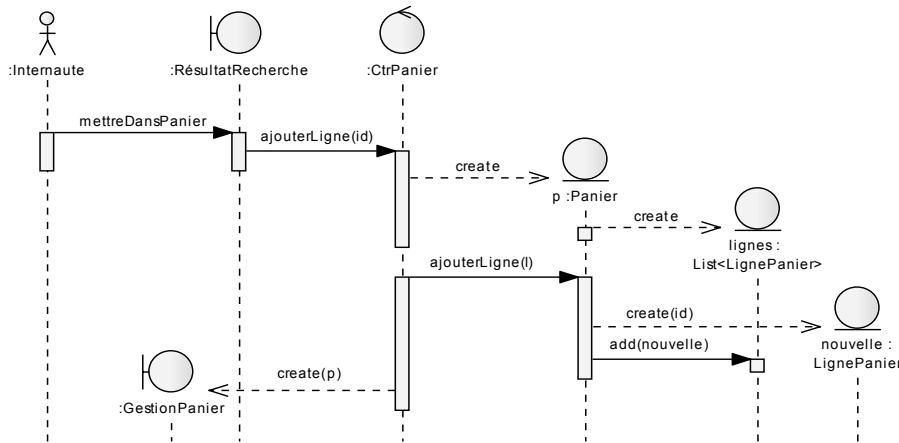 :Internaute
:RésultatRecherche
:CtrPanier
mettreDansPanier
ajouterLigne(id)
create
p :Panier
create
lignes :
List<LignePanier>
ajouterLigne(l)
create(id)
nouvelle :
LignePanier
add(nouvelle)
create(p)
:GestionPanier